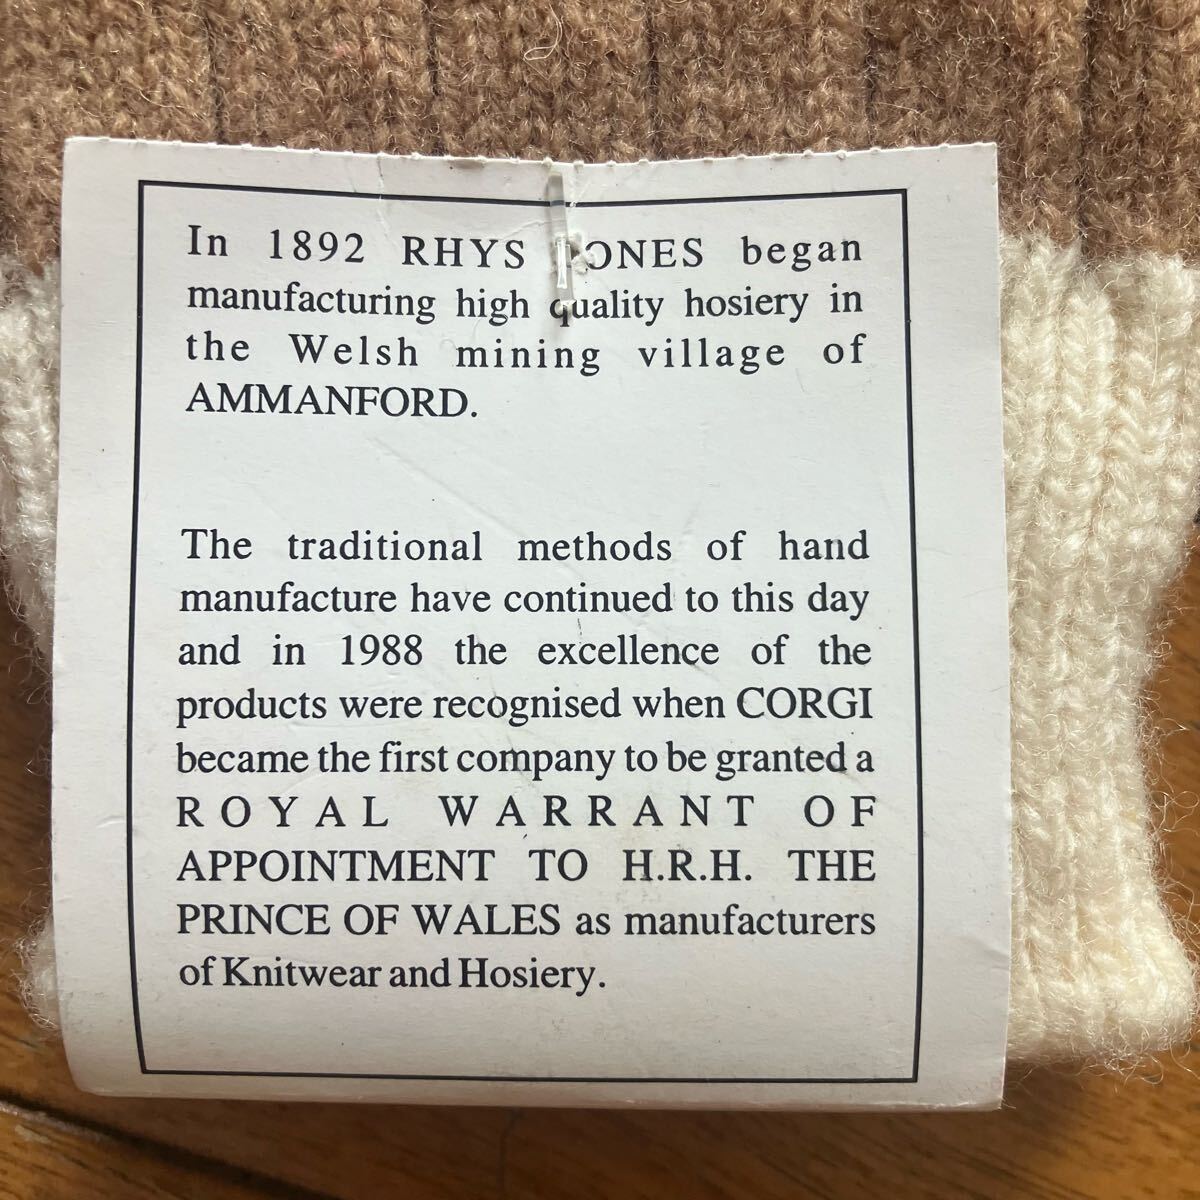 In 1892 RHYS JONES began
manufacturing high quality hosiery in
the Welsh mining village of
AMMANFORD.
The traditional methods of hand
manufacture have continued to this day
and in 1988 the excellence of the
products were recognised when CORGI
became the first company to be granted a
ROYAL WARRANT OF
APPOINTMENT TO H.R.H. THE
PRINCE OF WALES as manufacturers
of Knitwear and Hosiery.